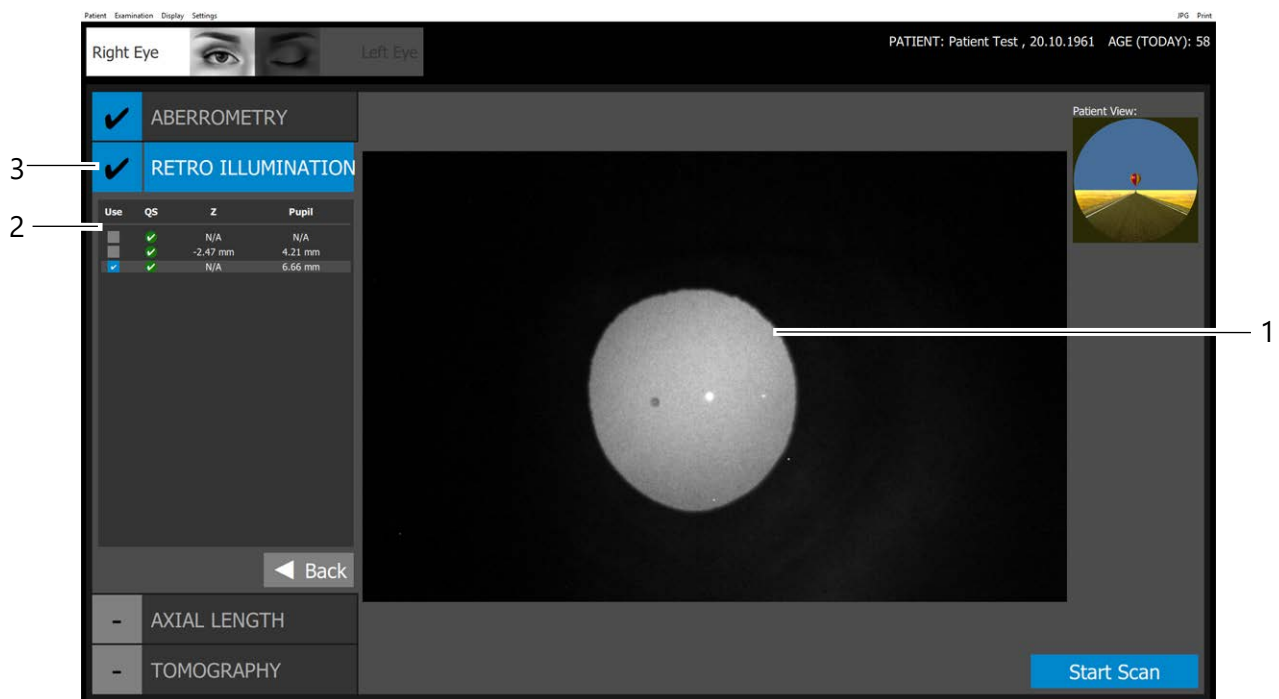 Patient Examination Display Settings JPG Print
Right Eye Left Eye PATIENT: Patient Test , 20.10.1961 AGE (TODAY): 58
✔ ABERROMETRY
Patient View:
3 ✔ RETRO ILLUMINATION
Use QS Z Pupil
2
N/A N/A
-2.47 mm 4.21 mm
N/A 6.66 mm
1
◀ Back
- AXIAL LENGTH
- TOMOGRAPHY
Start Scan